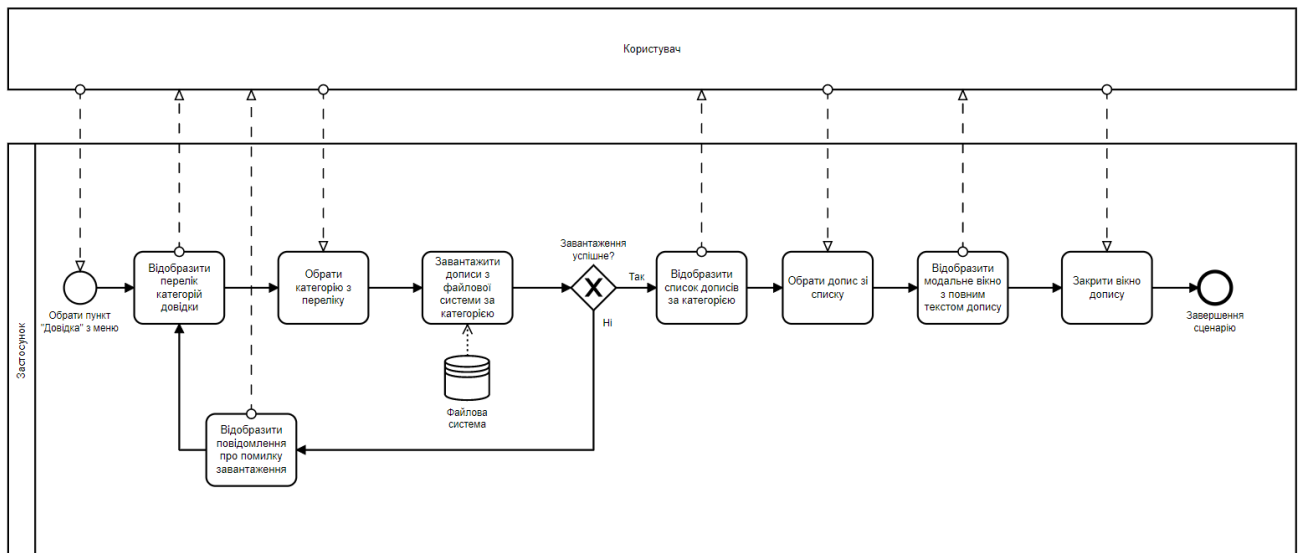 Користувач
Застосунок
Обрати пункт
"Довідка" з меню
Відобразити
перелік
категорій
довідки
Обрати
категорію з
переліку
Завантажити
дописи з
файлової
системи за
категорією
Завантаження
успішне?
Так
Ні
Відобразити
список дописів
за категорією
Обрати допис зі
списку
Відобразити
модальне вікно
з повним
текстом допису
Закрити вікно
допису
Завершення
сценарію
Файлова
система
Відобразити
повідомлення
про помилку
завантаження